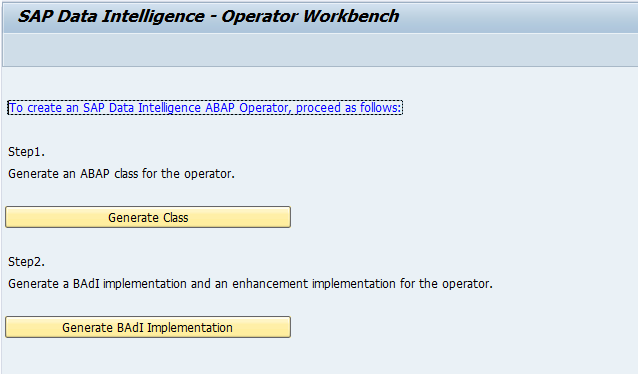 SAP Data Intelligence - Operator Workbench
To create an SAP Data Intelligence ABAP Operator, proceed as follows:
Step1.
Generate an ABAP class for the operator.
Generate Class
Step2.
Generate a BAdI implementation and an enhancement implementation for the operator.
Generate BAdI Implementation